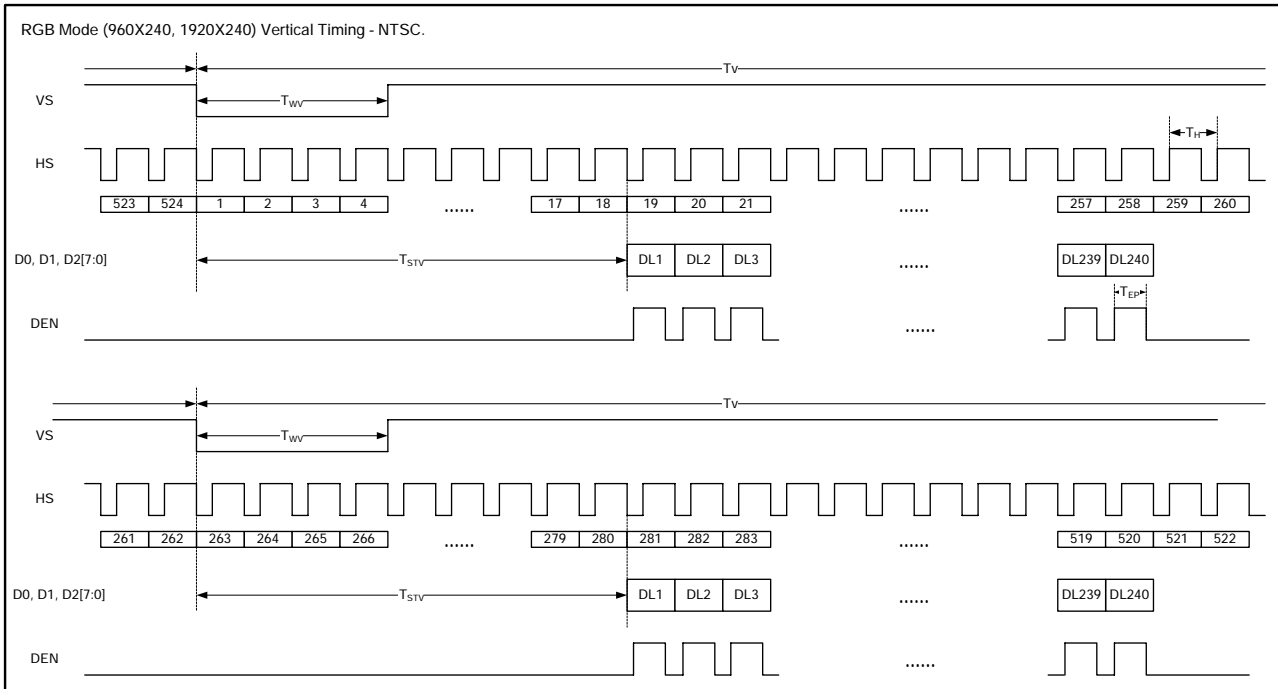 RGB Mode (960X240, 1920X240) Vertical Timing - NTSC.
Tv
VS
TWV
HS
TH
523 524 1 2 3 4 ...... 17 18 19 20 21 ...... 257 258 259 260
D0, D1, D2[7:0]
TSTV
DL1 DL2 DL3 ...... DL239 DL240
TEP
DEN
......
Tv
VS
TWV
HS
261 262 263 264 265 266 ...... 279 280 281 282 283 ...... 519 520 521 522
D0, D1, D2[7:0]
TSTV
DL1 DL2 DL3 ...... DL239 DL240
DEN
......